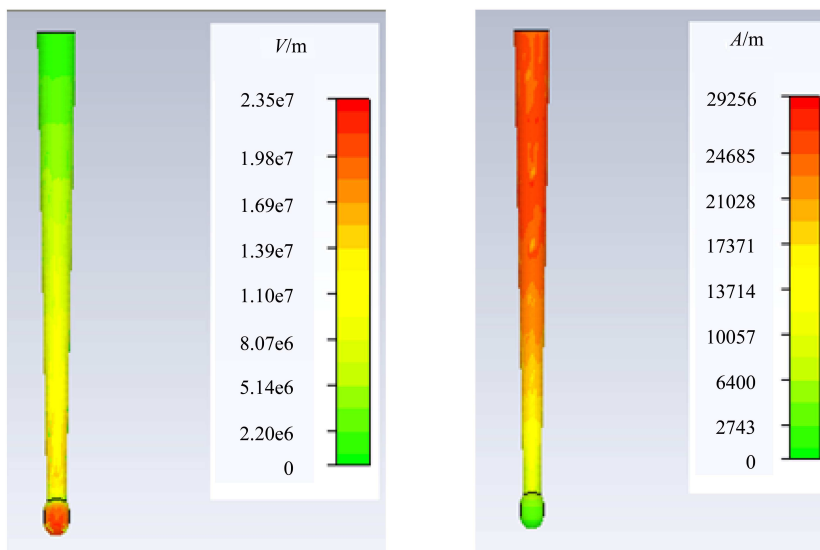 V/m
2.35e7
1.98e7
1.69e7
1.39e7
1.10e7
8.07e6
5.14e6
2.20e6
0
A/m
29256
24685
21028
17371
13714
10057
6400
2743
0